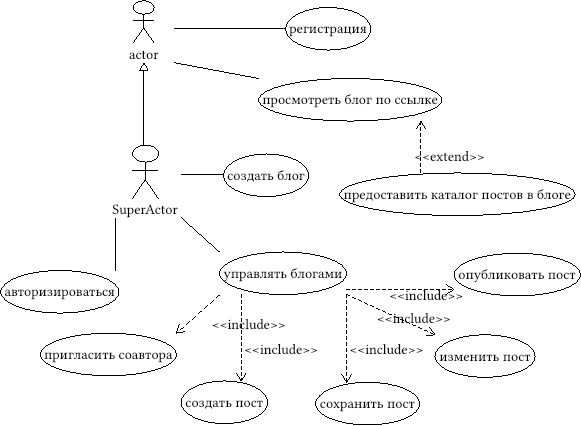 регистрация
actor
просмотреть блог по ссылке
<<extend>>
создать блог
предоставить каталог постов в блоге
SuperActor
управлять блогами
опубликовать пост
авторизироваться
<<include>>
<<include>>
<<include>>
<<include>>
<<include>>
пригласить соавтора
изменить пост
создать пост
сохранить пост